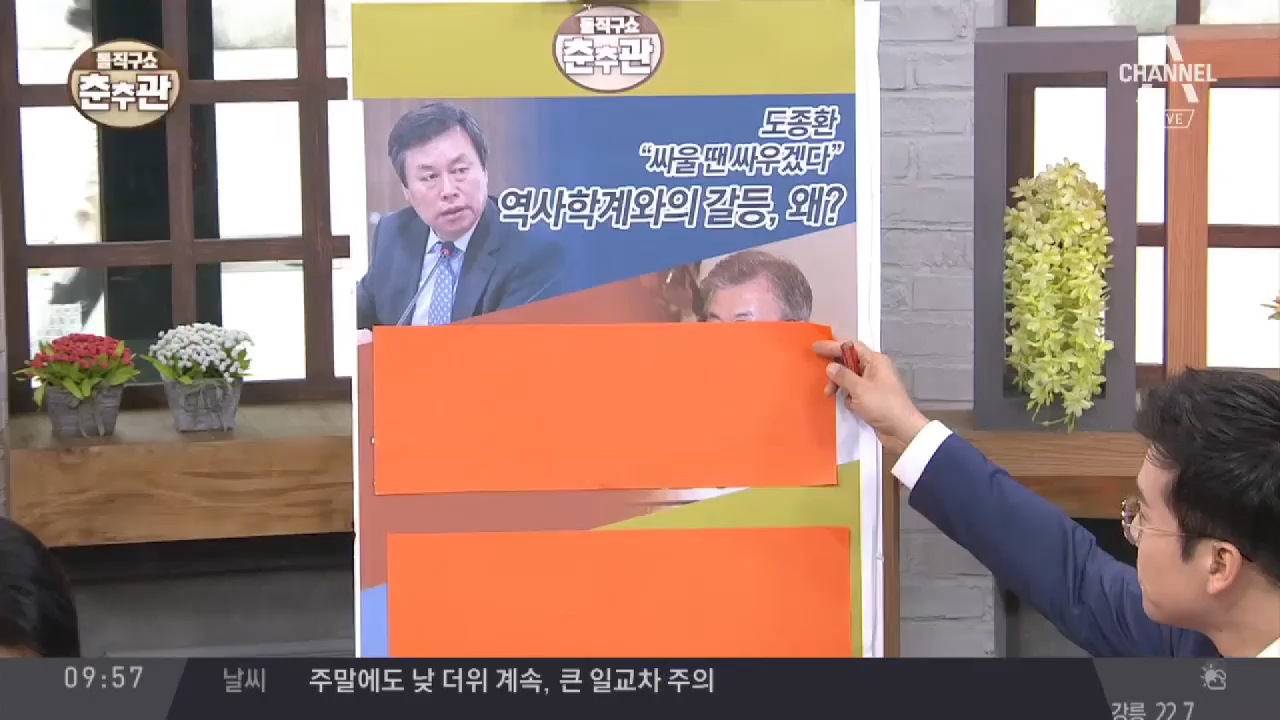 돌직구쇼
춘추관
돌직구쇼
춘추관
CHANNEL A
LIVE
도종환
“싸울 땐 싸우겠다”
역사학계와의 갈등, 왜?
09:57
날씨
주말에도 낮 더위 계속, 큰 일교차 주의
강릉 22.7